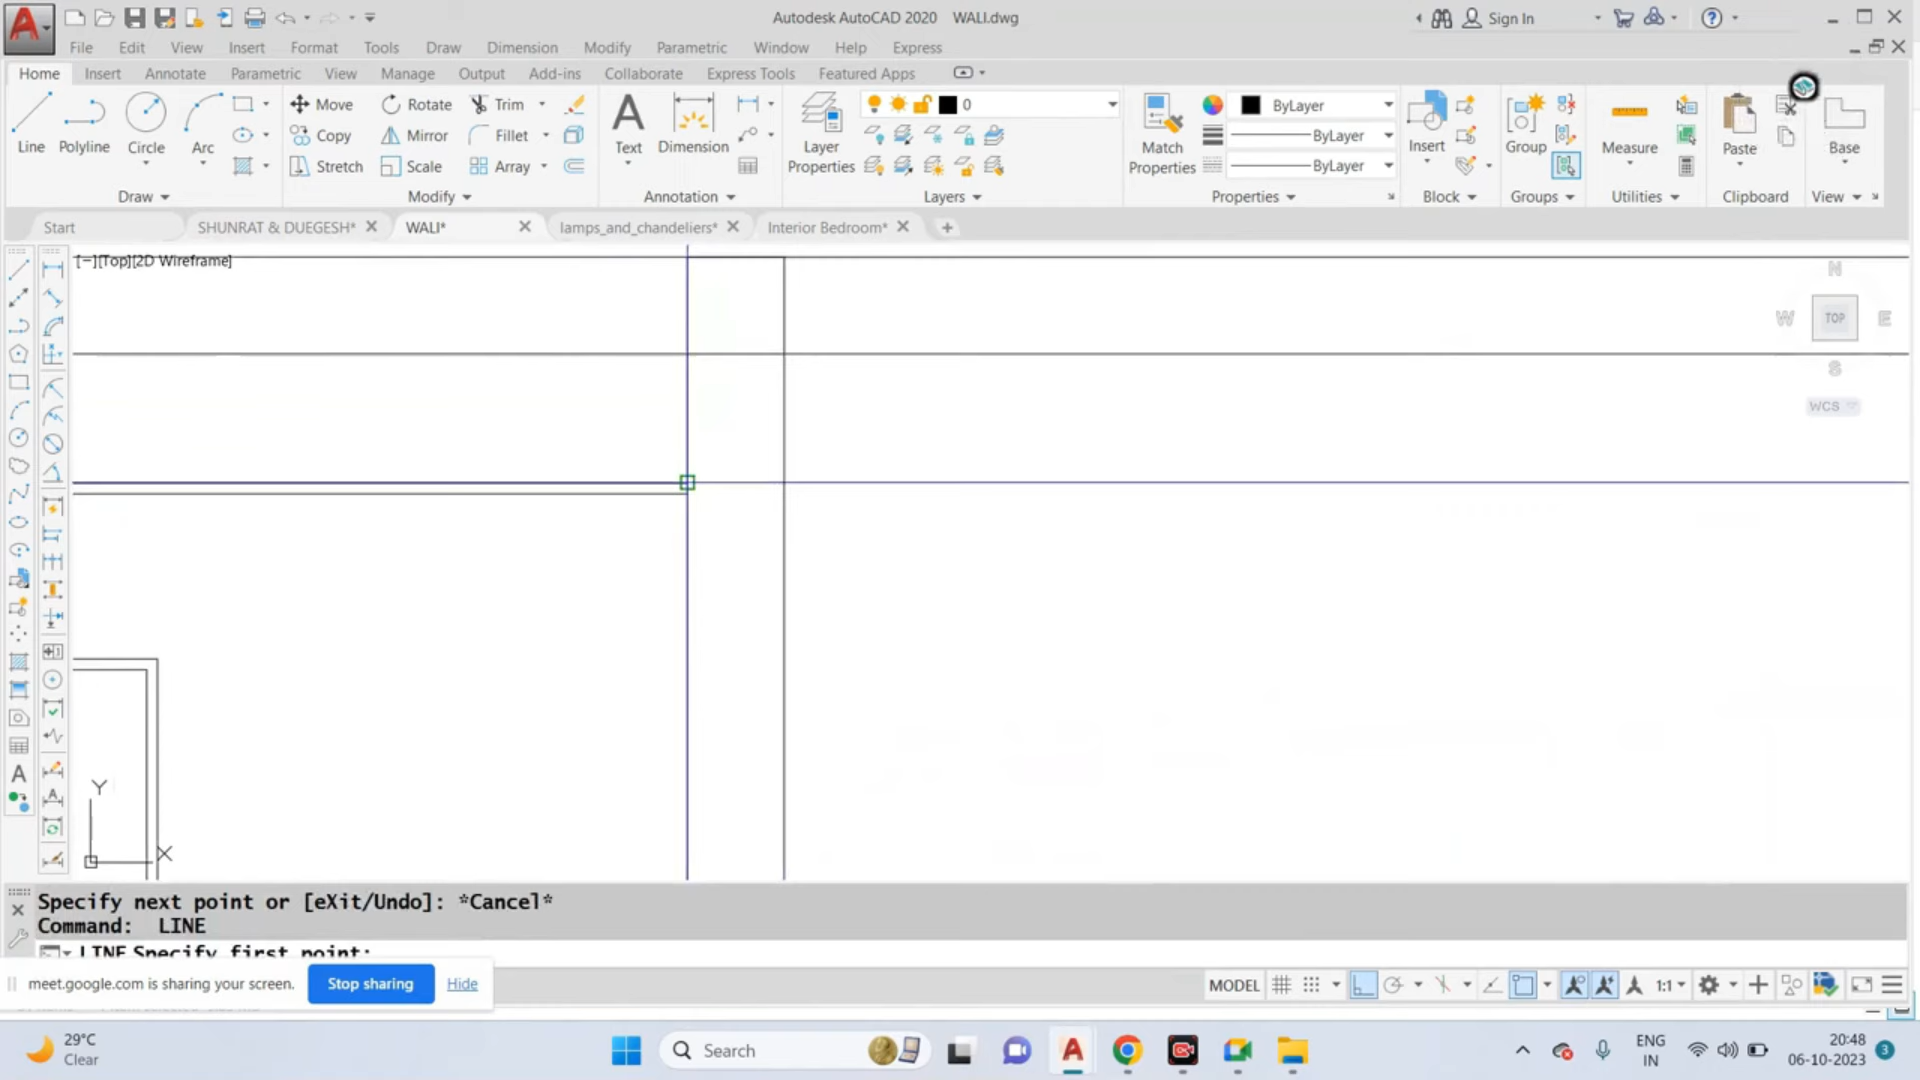 Autodesk AutoCAD 2020 WALI.dwg
Sign In
File Edit View Insert Format Tools Draw Dimension Modify Parametric Window Help Express
Home Insert Annotate Parametric View Manage Output Add-ins Collaborate Express Tools Featured Apps
Line Polyline Circle Arc
Move Rotate Trim
Copy Mirror Fillet
Stretch Scale Array
Text Dimension
Layer Properties
0
Match Properties
ByLayer
ByLayer
ByLayer
Insert
Group
Measure
Paste
Base
Draw Modify Annotation Layers Properties Block Groups Utilities Clipboard View
Start SHUNRAT & DUEGESH* WALI* lamps_and_chandeliers* Interior Bedroom*
[−][Top][2D Wireframe]
N
W TOP E
S
WCS
Y
X
Specify next point or [eXit/Undo]: *Cancel*
Command: LINE
LINE Specify first point:
meet.google.com is sharing your screen. Stop sharing Hide
MODEL 1:1
29°C
Clear
Search
ENG
IN
20:48
06-10-2023
3